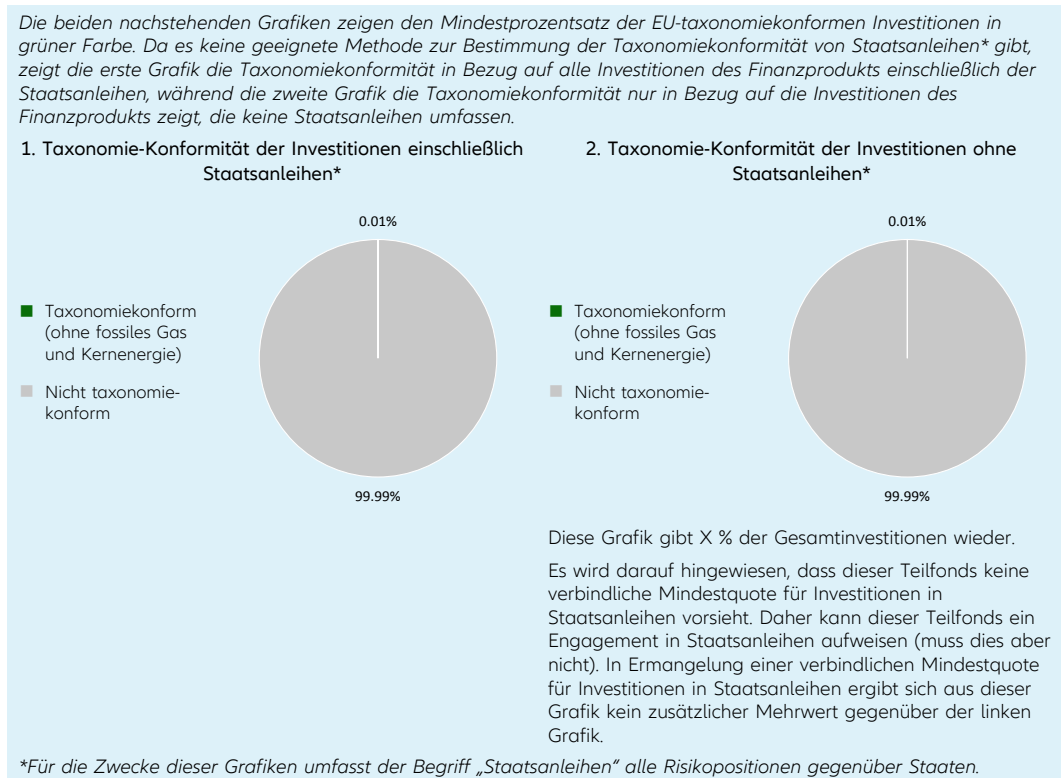 Die beiden nachstehenden Grafiken zeigen den Mindestprozentsatz der EU-taxonomiekonformen Investitionen in
grüner Farbe. Da es keine geeignete Methode zur Bestimmung der Taxonomiekonformität von Staatsanleihen* gibt,
zeigt die erste Grafik die Taxonomiekonformität in Bezug auf alle Investitionen des Finanzprodukts einschließlich der
Staatsanleihen, während die zweite Grafik die Taxonomiekonformität nur in Bezug auf die Investitionen des
Finanzprodukts zeigt, die keine Staatsanleihen umfassen.
1. Taxonomie-Konformität der Investitionen einschließlich
Staatsanleihen*
0.01%
Taxonomiekonform
(ohne fossiles Gas
und Kernenergie)
Nicht taxonomie-
konform
99.99%
2. Taxonomie-Konformität der Investitionen ohne
Staatsanleihen*
0.01%
Taxonomiekonform
(ohne fossiles Gas
und Kernenergie)
Nicht taxonomie-
konform
99.99%
Diese Grafik gibt X % der Gesamtinvestitionen wieder.
Es wird darauf hingewiesen, dass dieser Teilfonds keine
verbindliche Mindestquote für Investitionen in
Staatsanleihen vorsieht. Daher kann dieser Teilfonds ein
Engagement in Staatsanleihen aufweisen (muss dies aber
nicht). In Ermangelung einer verbindlichen Mindestquote
für Investitionen in Staatsanleihen ergibt sich aus dieser
Grafik kein zusätzlicher Mehrwert gegenüber der linken
Grafik.
*Für die Zwecke dieser Grafiken umfasst der Begriff „Staatsanleihen“ alle Risikopositionen gegenüber Staaten.